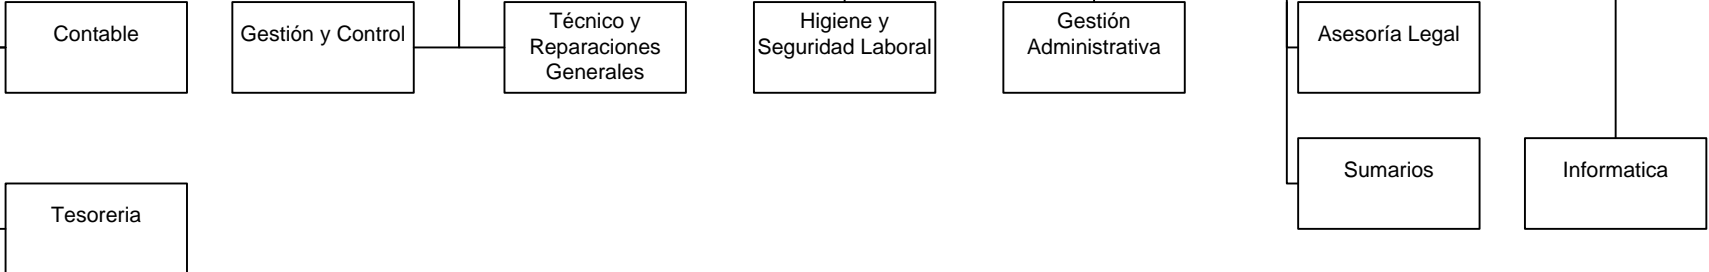 Contable
Gestión y Control
Técnico y
Reparaciones
Generales
Higiene y
Seguridad Laboral
Gestión
Administrativa
Asesoría Legal
Sumarios
Informatica
Tesoreria